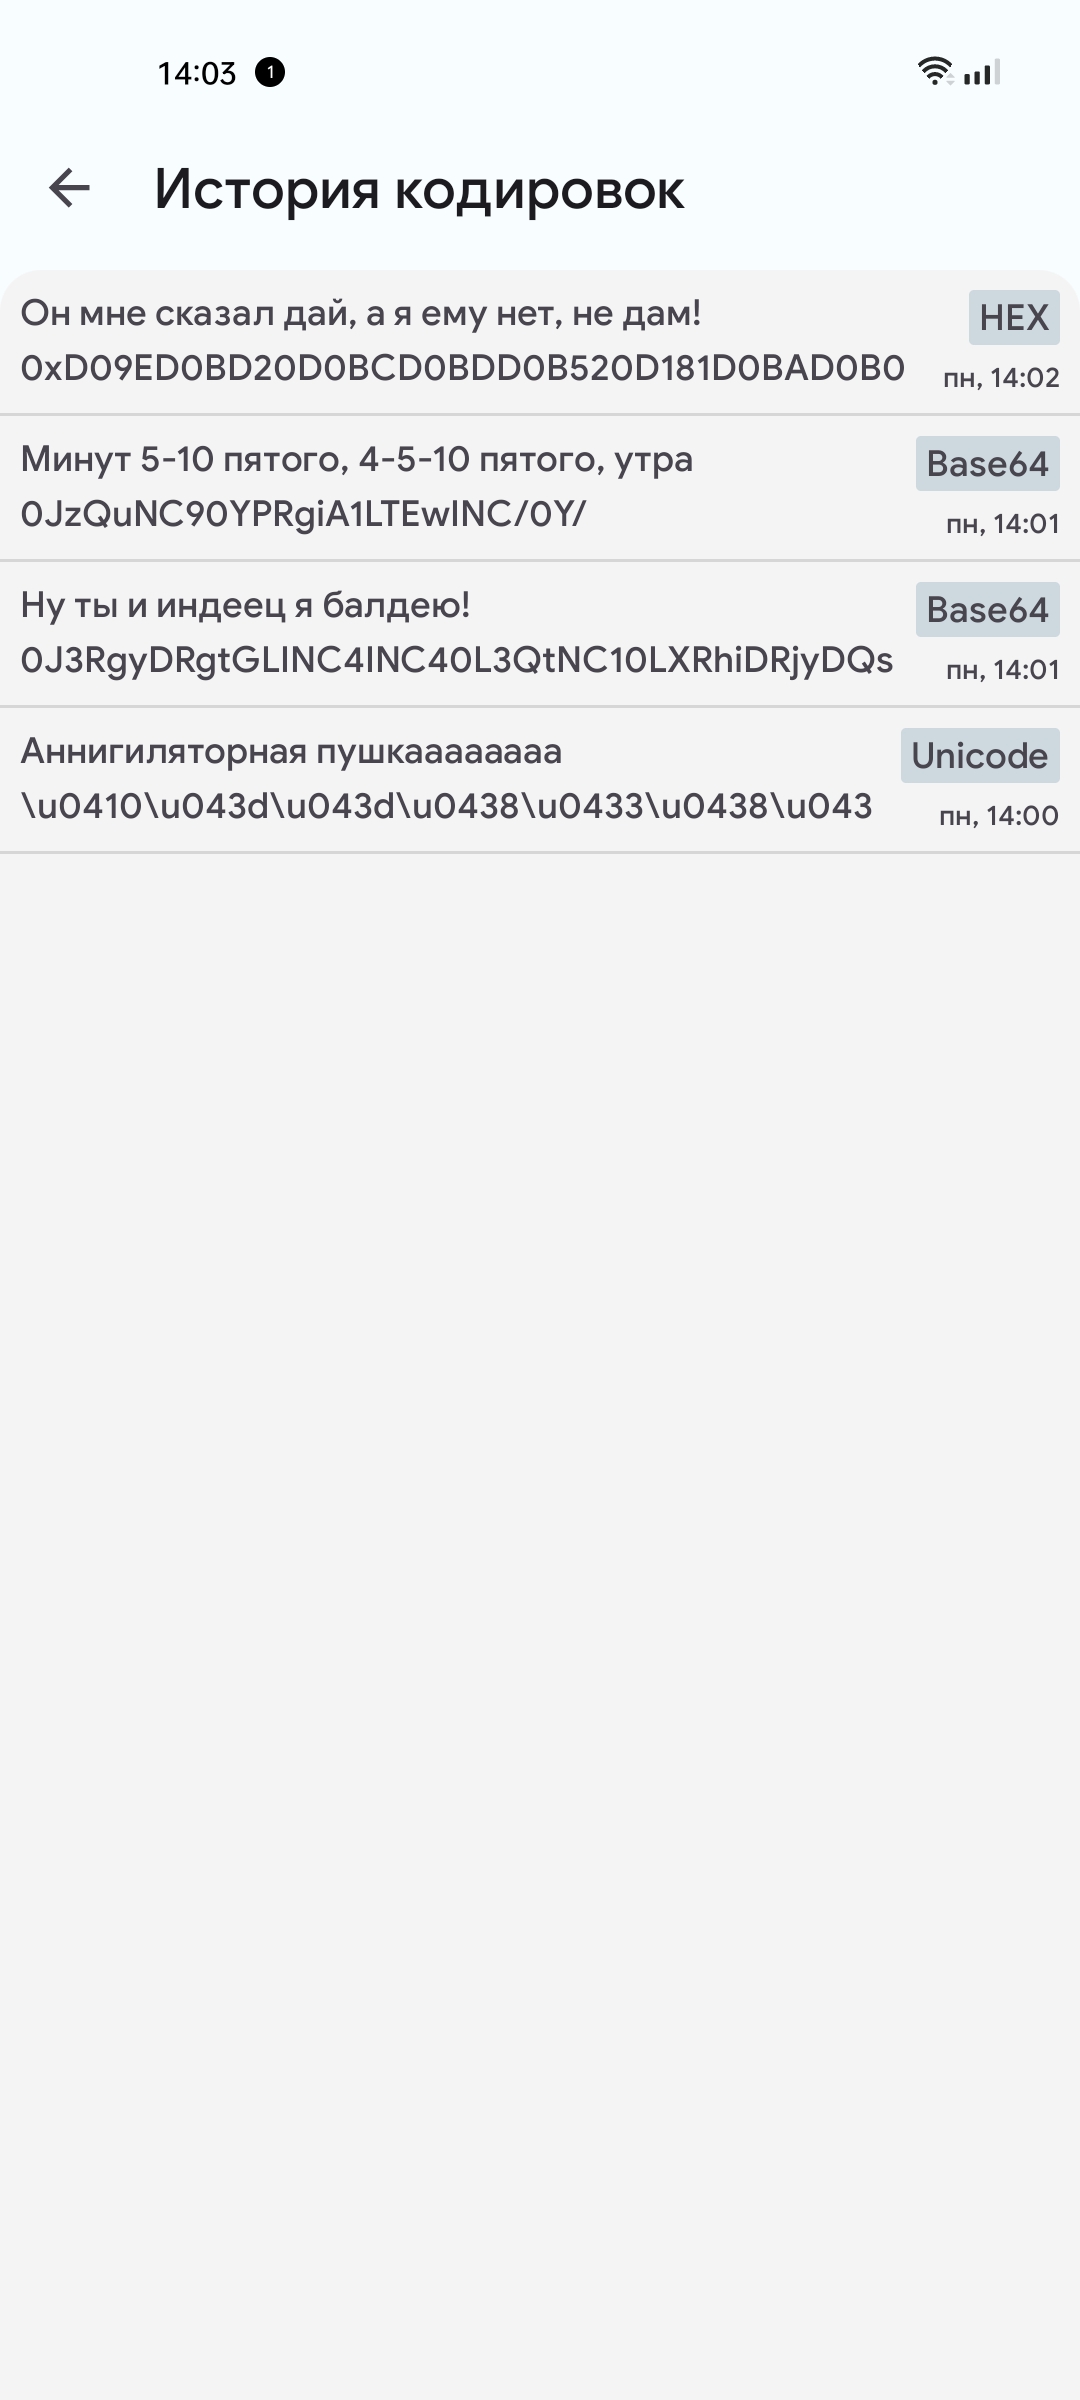 14:03 1
История кодировок
Он мне сказал дай, а я ему нет, не дам!
HEX
0xD09ED0BD20D0BCD0BDD0B520D181D0BAD0B0
пн, 14:02
Минут 5-10 пятого, 4-5-10 пятого, утра
Base64
0JzQuNC90YPRgiA1LTEwINC/0Y/
пн, 14:01
Ну ты и индеец я балдею!
Base64
0J3RgyDRgtGLINC4INC40L3QtNC10LXRhiDRjyDQs
пн, 14:01
Аннигиляторная пушкаааааааа
Unicode
\u0410\u043d\u043d\u0438\u0433\u0438\u043
пн, 14:00